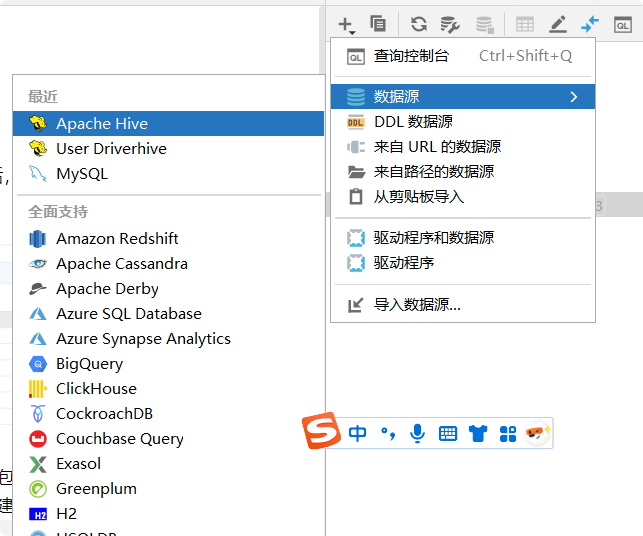 查询控制台 Ctrl+Shift+Q
数据源
DDL 数据源
来自 URL 的数据源
来自路径的数据源
从剪贴板导入
驱动程序和数据源
驱动程序
导入数据源...
最近
Apache Hive
User Driverhive
MySQL
全面支持
Amazon Redshift
Apache Cassandra
Apache Derby
Azure SQL Database
Azure Synapse Analytics
BigQuery
ClickHouse
CockroachDB
Couchbase Query
Exasol
Greenplum
H2
HSQLDB
中
包
建